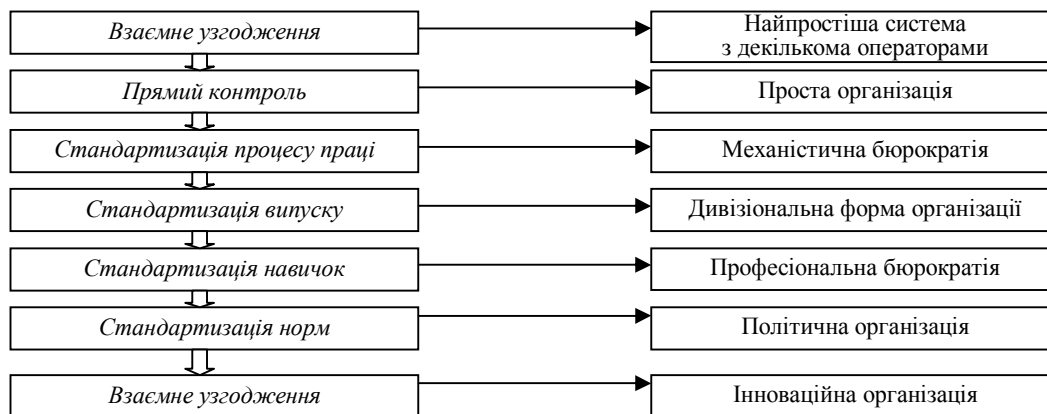 Взаємне узгодження
Найпростіша система
з декількома операторами
Прямий контроль
Проста організація
Стандартизація процесу праці
Механістична бюрократія
Стандартизація випуску
Дивізіональна форма організації
Стандартизація навичок
Професіональна бюрократія
Стандартизація норм
Політична організація
Взаємне узгодження
Інноваційна організація